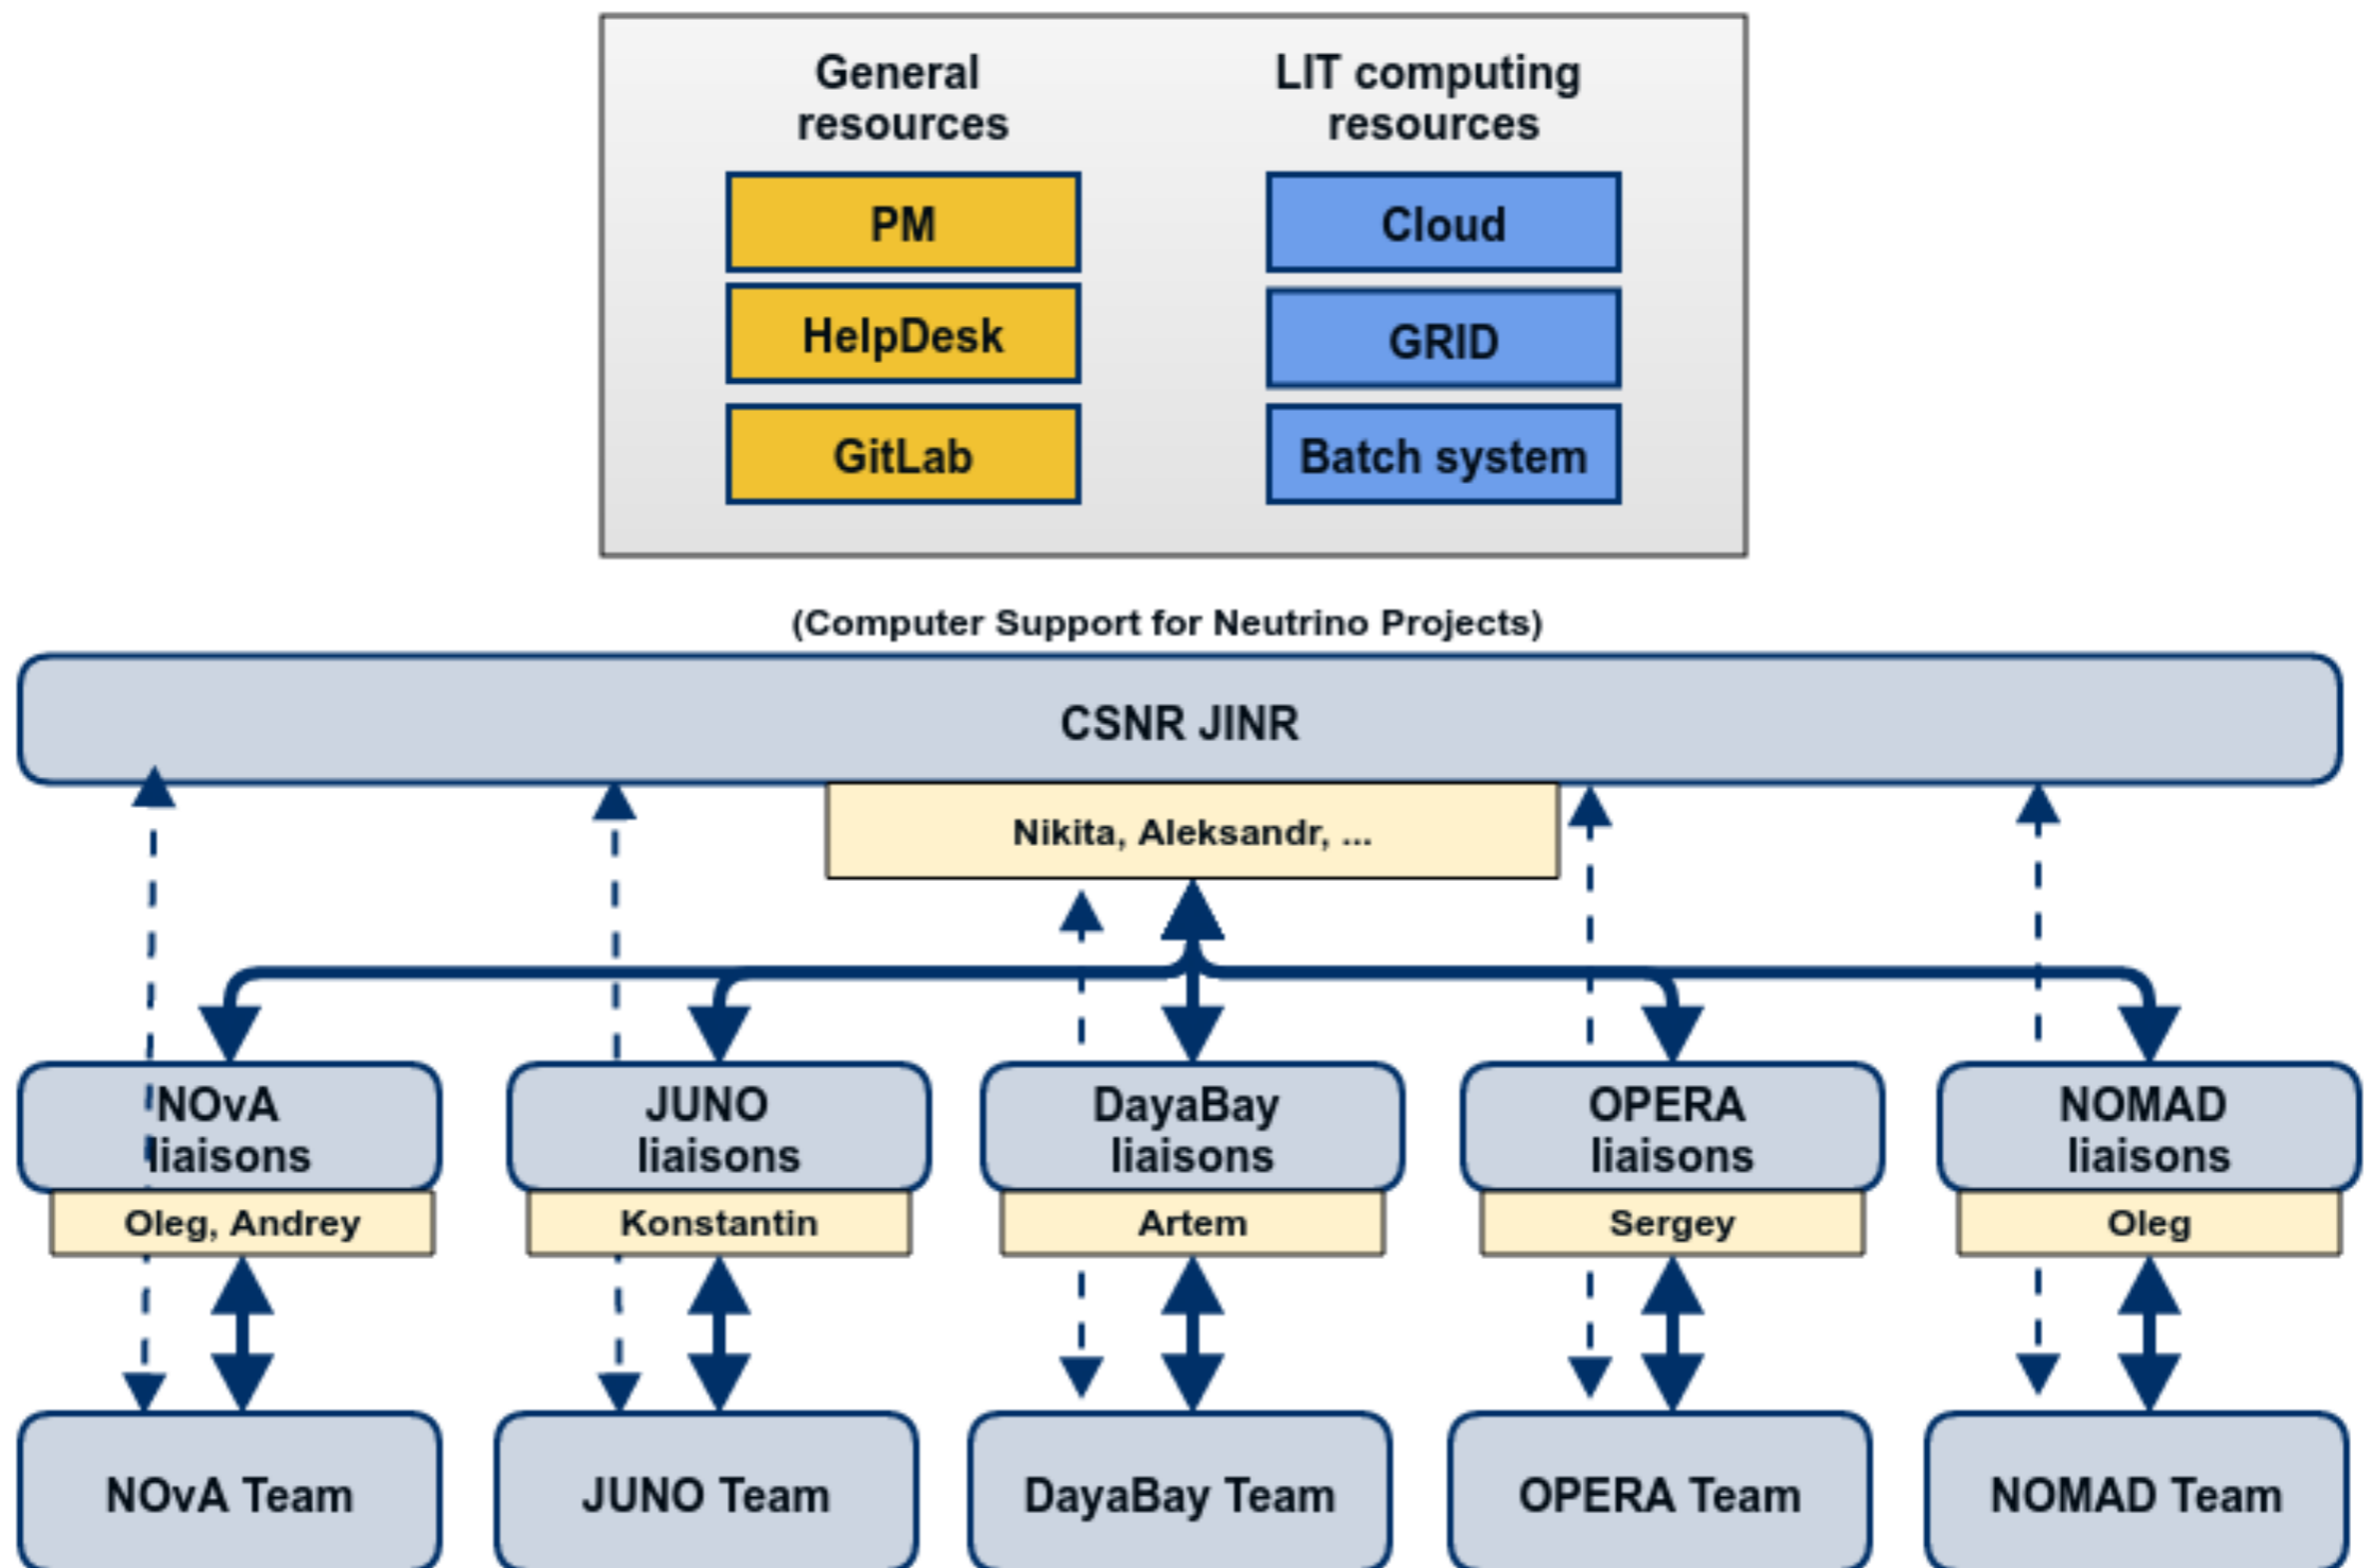 General
resources
PM
HelpDesk
GitLab
LIT computing
resources
Cloud
GRID
Batch system
(Computer Support for Neutrino Projects)
CSNR JINR
Nikita, Aleksandr, ...
NOvA
liaisons
Oleg, Andrey
JUNO
liaisons
Konstantin
DayaBay
liaisons
Artem
OPERA
liaisons
Sergey
NOMAD
liaisons
Oleg
NOvA Team
JUNO Team
DayaBay Team
OPERA Team
NOMAD Team